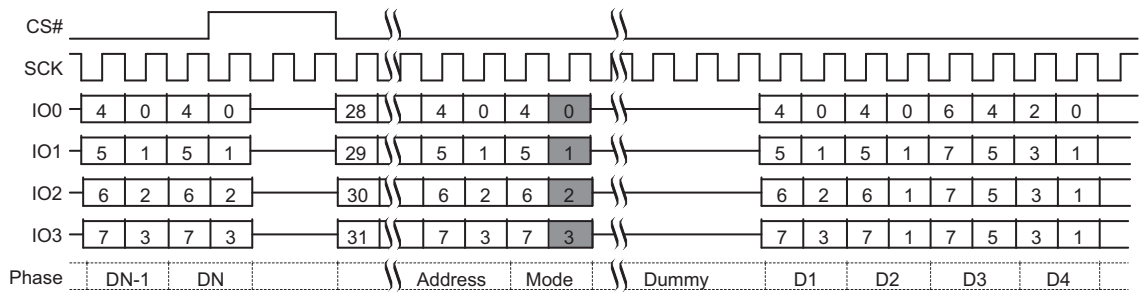 CS#
SCK
IO0 4 0 4 0 28 4 0 4 0 4 0 4 0 6 4 2 0
IO1 5 1 5 1 29 5 1 5 1 5 1 5 1 7 5 3 1
IO2 6 2 6 2 30 6 2 6 2 6 2 6 1 7 5 3 1
IO3 7 3 7 3 31 7 3 7 3 7 3 7 1 7 5 3 1
Phase DN-1 DN Address Mode Dummy D1 D2 D3 D4